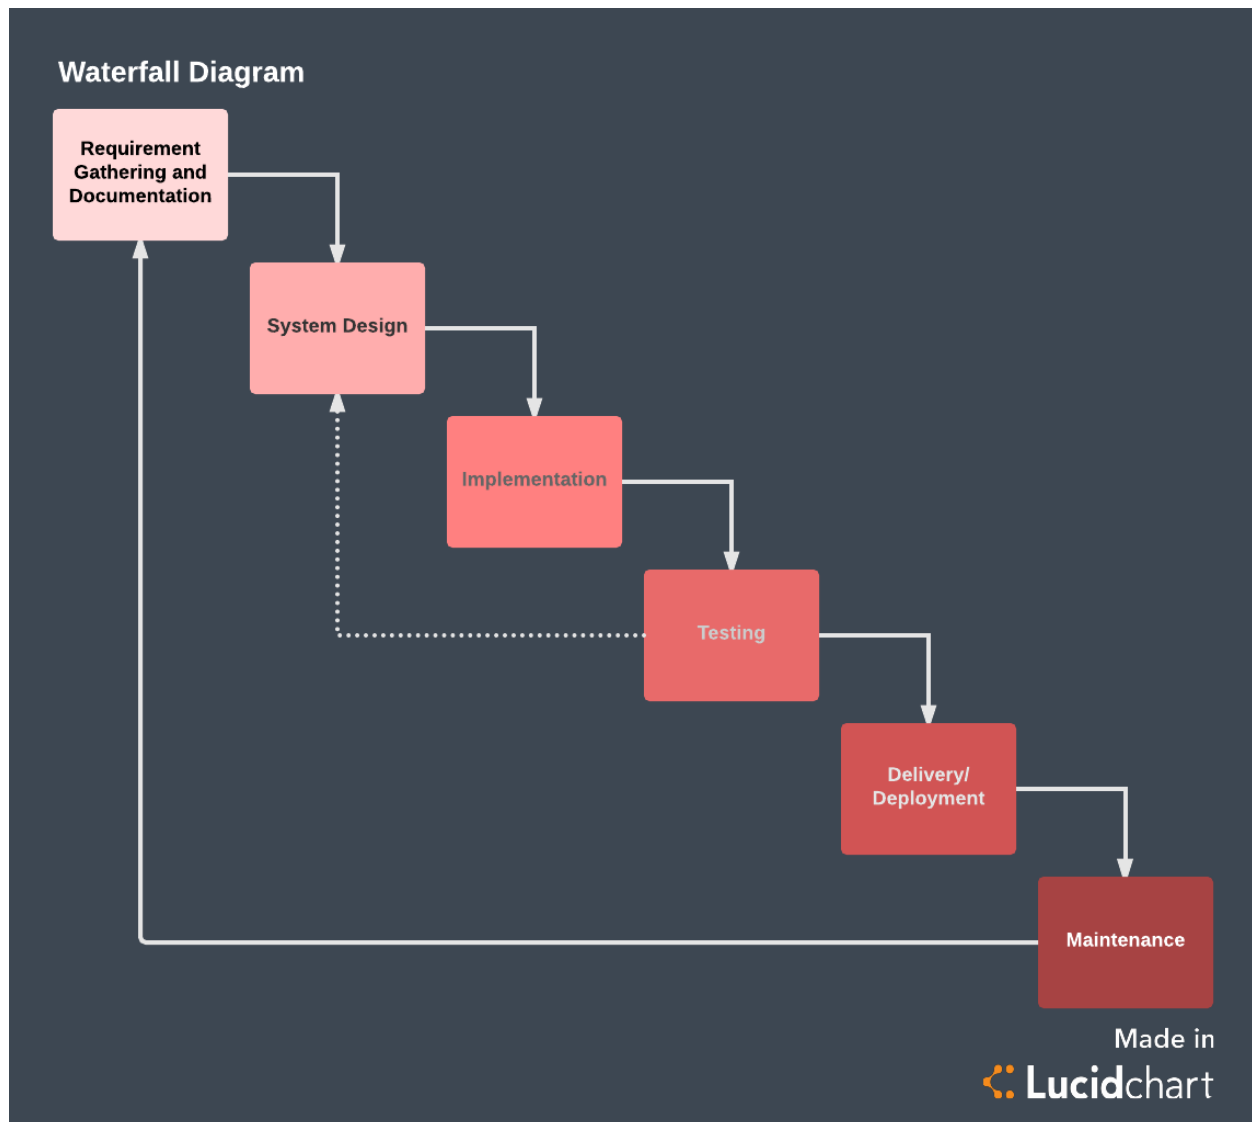 Waterfall Diagram
Requirement
Gathering and
Documentation
System Design
Implementation
Testing
Delivery/
Deployment
Maintenance
Made in
Lucidchart